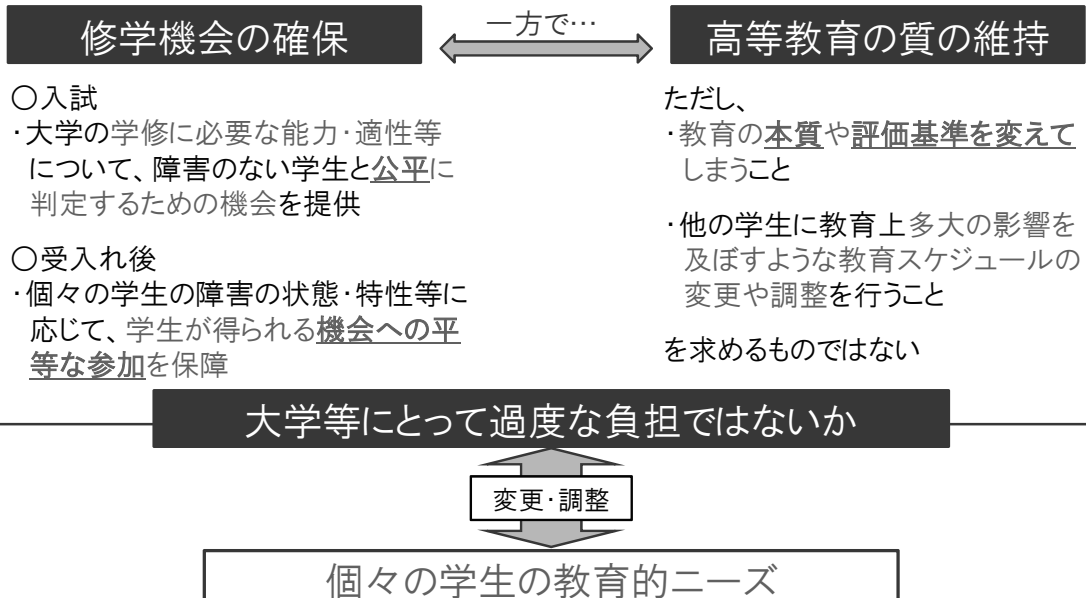 修学機会の確保
一方で…
高等教育の質の維持
○入試
・大学の学修に必要な能力・適性等
について、障害のない学生と公平に
判定するための機会を提供
○受入れ後
・個々の学生の障害の状態・特性等に
応じて、学生が得られる機会への平
等な参加を保障
ただし、
・教育の本質や評価基準を変えて
しまうこと
・他の学生に教育上多大の影響を
及ぼすような教育スケジュールの
変更や調整を行うこと
を求めるものではない
大学等にとって過度な負担ではないか
変更・調整
個々の学生の教育的ニーズ